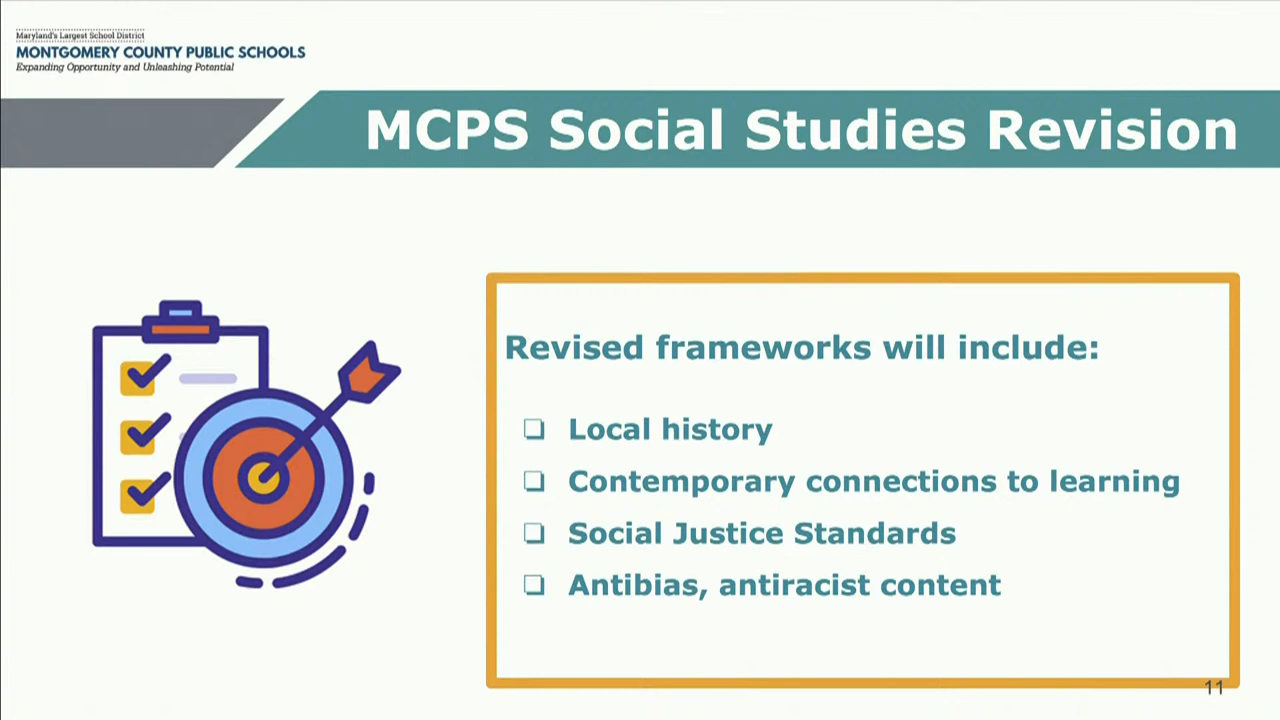 Maryland's Largest School District
MONTGOMERY COUNTY PUBLIC SCHOOLS
Expanding Opportunity and Unleashing Potential
MCPS Social Studies Revision
Revised frameworks will include:
❏ Local history
❏ Contemporary connections to learning
❏ Social Justice Standards
❏ Antibias, antiracist content
11